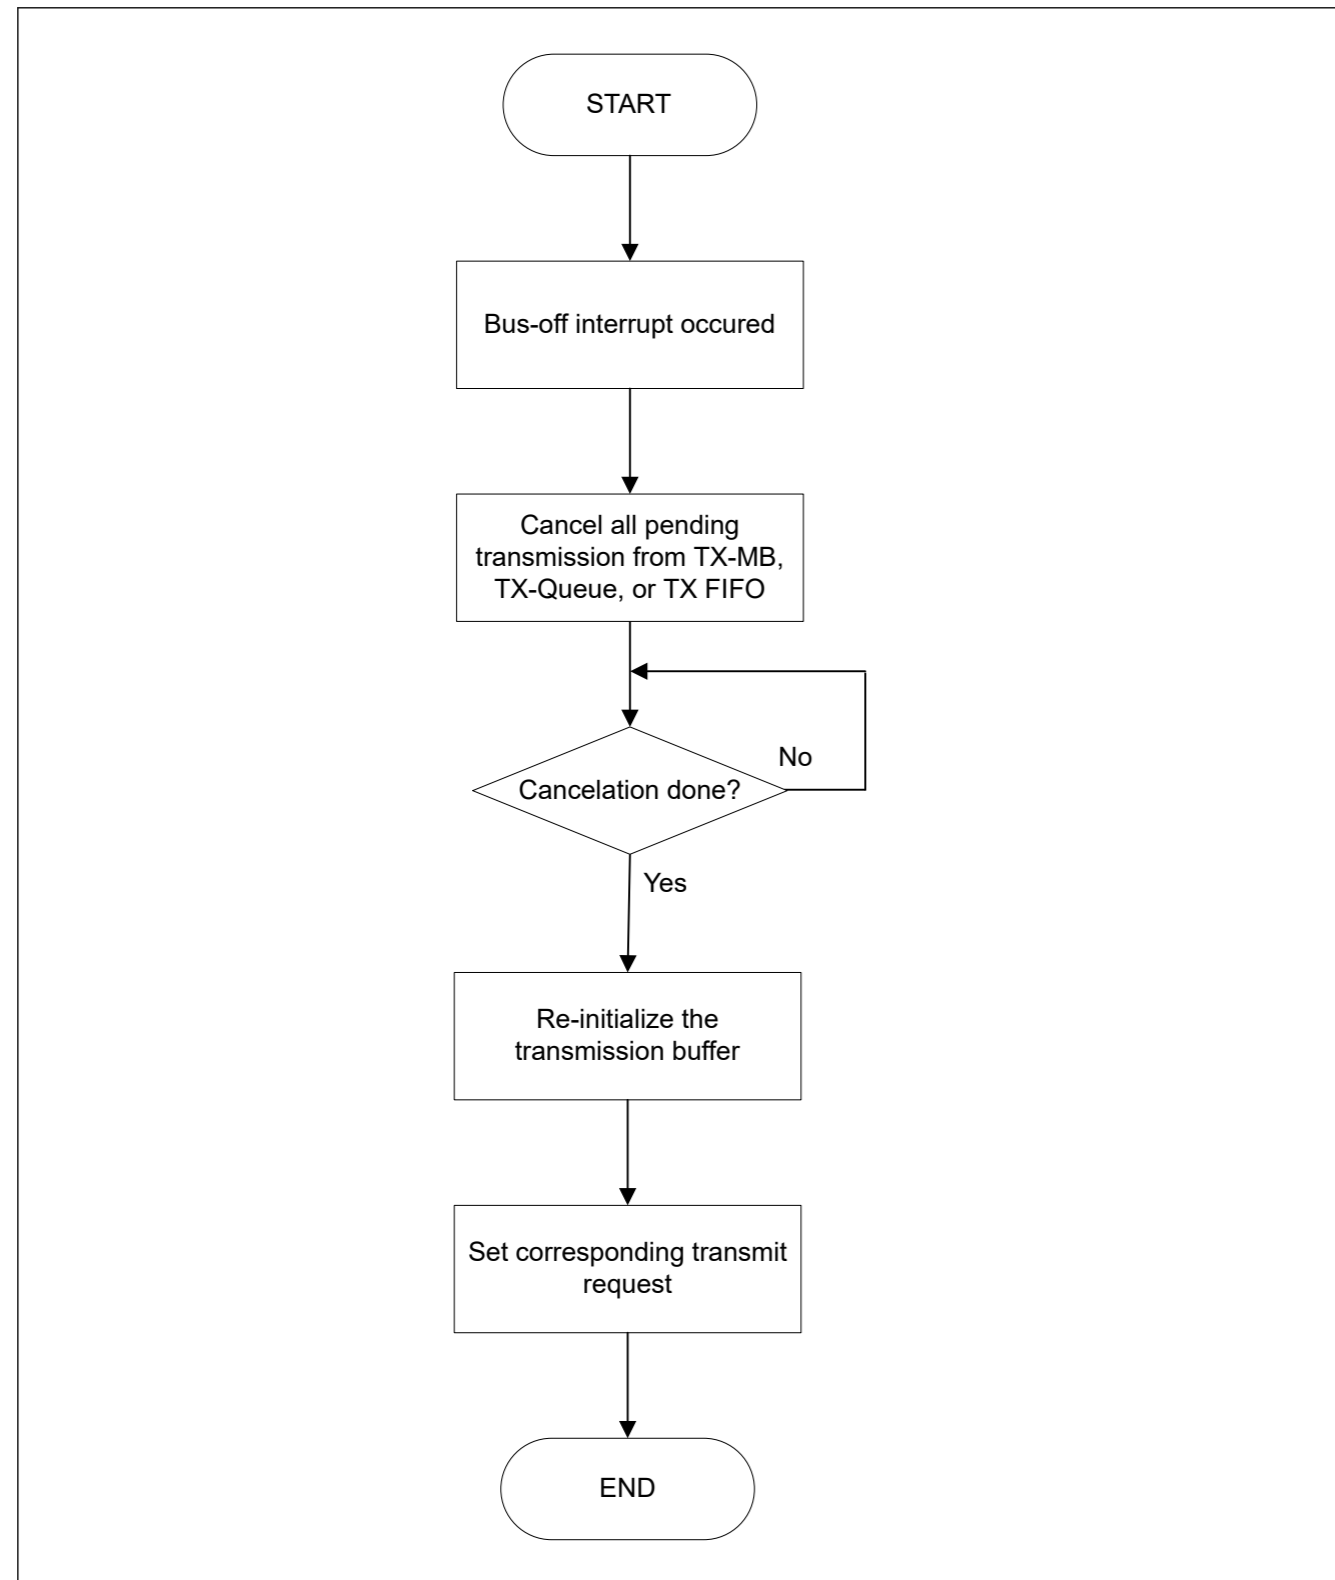 START
Bus-off interrupt occured
Cancel all pending
transmission from TX-MB,
TX-Queue, or TX FIFO
No
Cancelation done?
Yes
Re-initialize the
transmission buffer
Set corresponding transmit
request
END